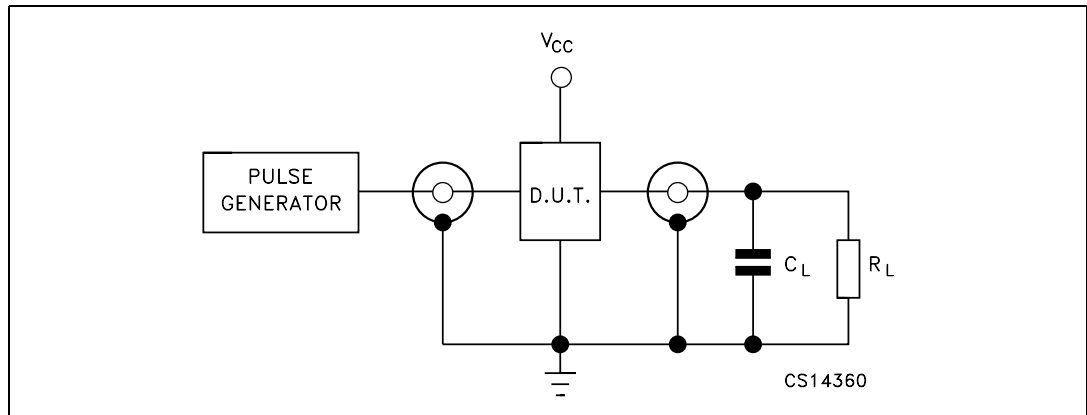 VCC
PULSE
GENERATOR
D.U.T.
CL
RL
CS14360